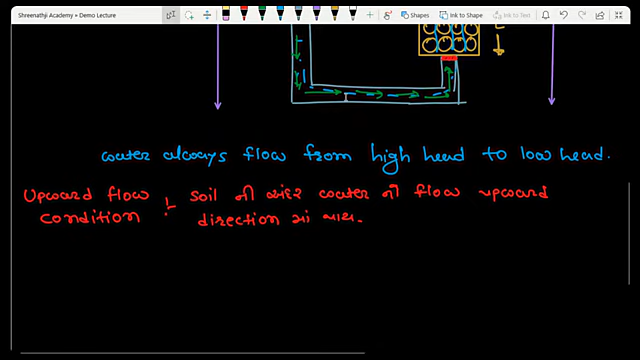 Shreenathji Academy » Demo Lecture
Shapes
Ink to Shape
Ink to Text
water always flow from high head to low head.
Upward flow : soil ની અંદર water નો flow upward
condition direction માં થાય.